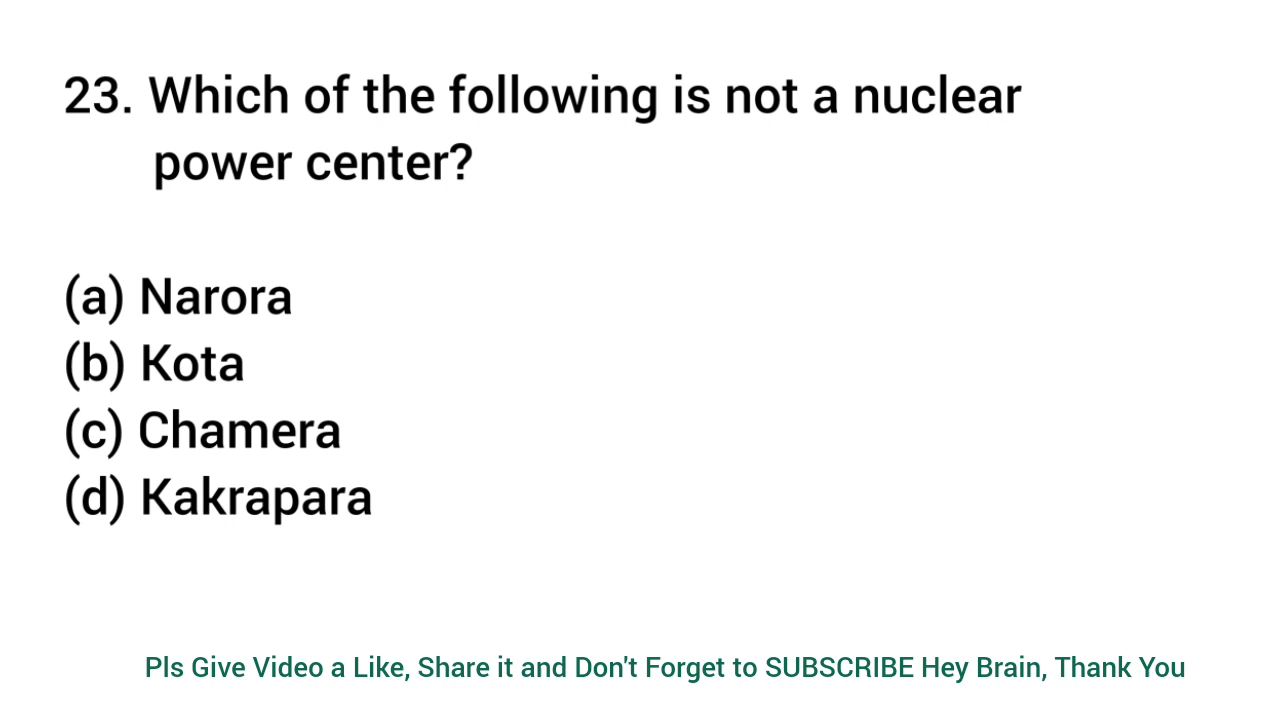 23. Which of the following is not a nuclear
power center?
(a) Narora
(b) Kota
(c) Chamera
(d) Kakrapara
Pls Give Video a Like, Share it and Don't Forget to SUBSCRIBE Hey Brain, Thank You